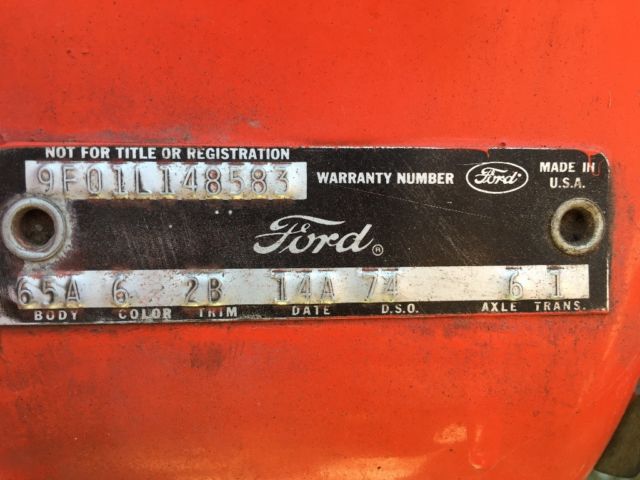 NOT FOR TITLE OR REGISTRATION
9F01L148583 WARRANTY NUMBER Ford MADE IN U.S.A.
Ford®
65A 6 2B 14A 74 6 1
BODY COLOR TRIM DATE D.S.O. AXLE TRANS.